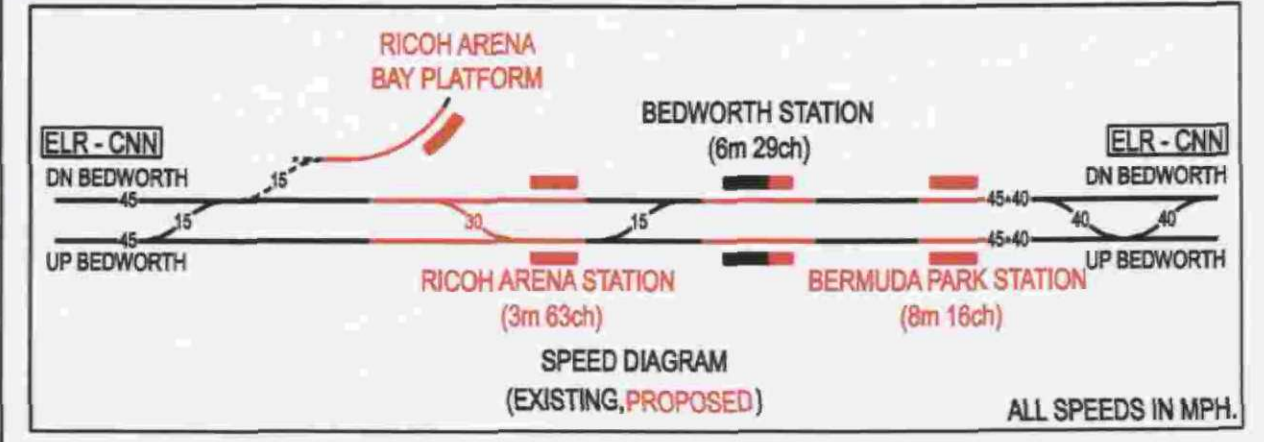 RICOH ARENA
BAY PLATFORM
BEDWORTH STATION
(6m 29ch)
ELR - CNN
ELR - CNN
DN BEDWORTH
DN BEDWORTH
15
45
15
30
15
45+40
40
40
45
45+40
UP BEDWORTH
UP BEDWORTH
RICOH ARENA STATION
(3m 63ch)
BERMUDA PARK STATION
(8m 16ch)
SPEED DIAGRAM
(EXISTING,PROPOSED)
ALL SPEEDS IN MPH.